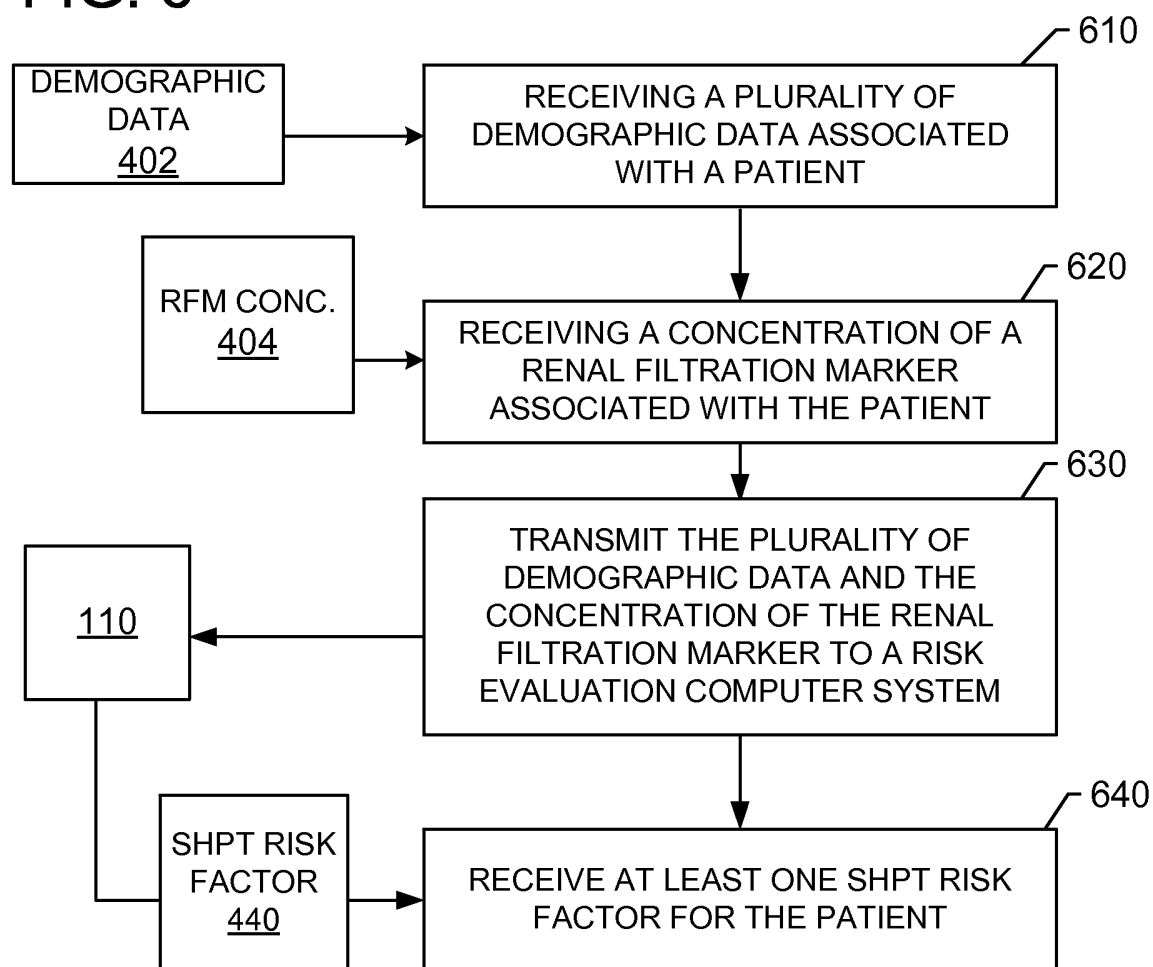 610
DEMOGRAPHIC
DATA
402
RECEIVING A PLURALITY OF
DEMOGRAPHIC DATA ASSOCIATED
WITH A PATIENT
620
RFM CONC.
404
RECEIVING A CONCENTRATION OF A
RENAL FILTRATION MARKER
ASSOCIATED WITH THE PATIENT
630
TRANSMIT THE PLURALITY OF
DEMOGRAPHIC DATA AND THE
CONCENTRATION OF THE RENAL
FILTRATION MARKER TO A RISK
EVALUATION COMPUTER SYSTEM
110
640
SHPT RISK
FACTOR
440
RECEIVE AT LEAST ONE SHPT RISK
FACTOR FOR THE PATIENT